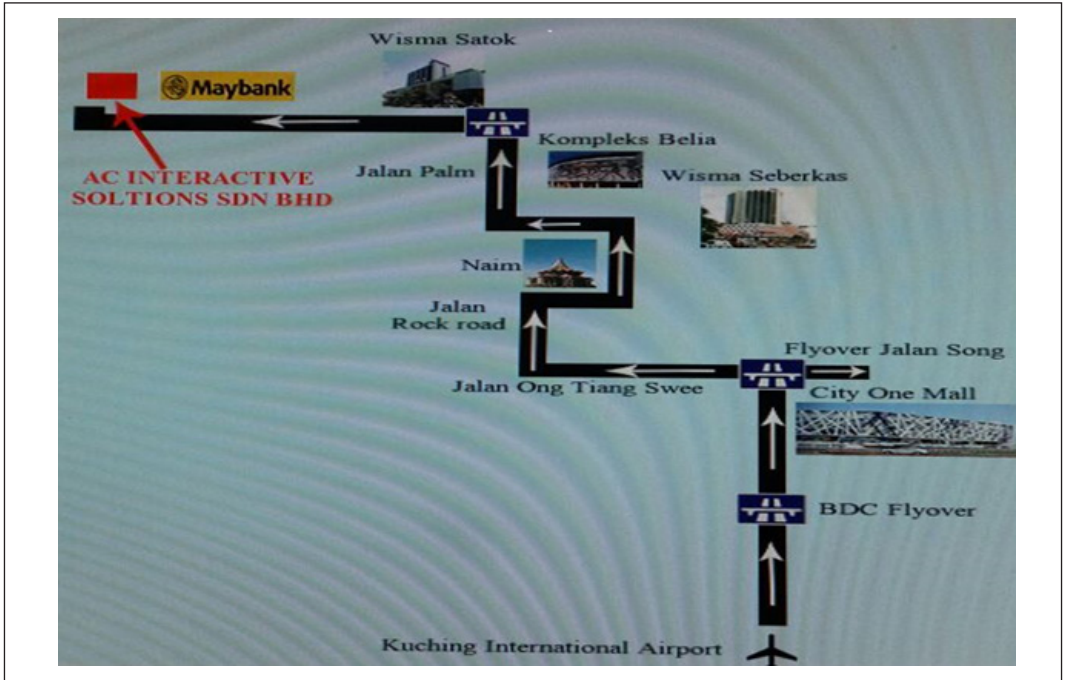 Wisma Satok
Maybank
Kompleks Belia
AC INTERACTIVE
SOLTIONS SDN BHD
Jalan Palm
Wisma Seberkas
Naim
Jalan
Rock road
Flyover Jalan Song
Jalan Ong Tiang Swee
City One Mall
BDC Flyover
Kuching International Airport